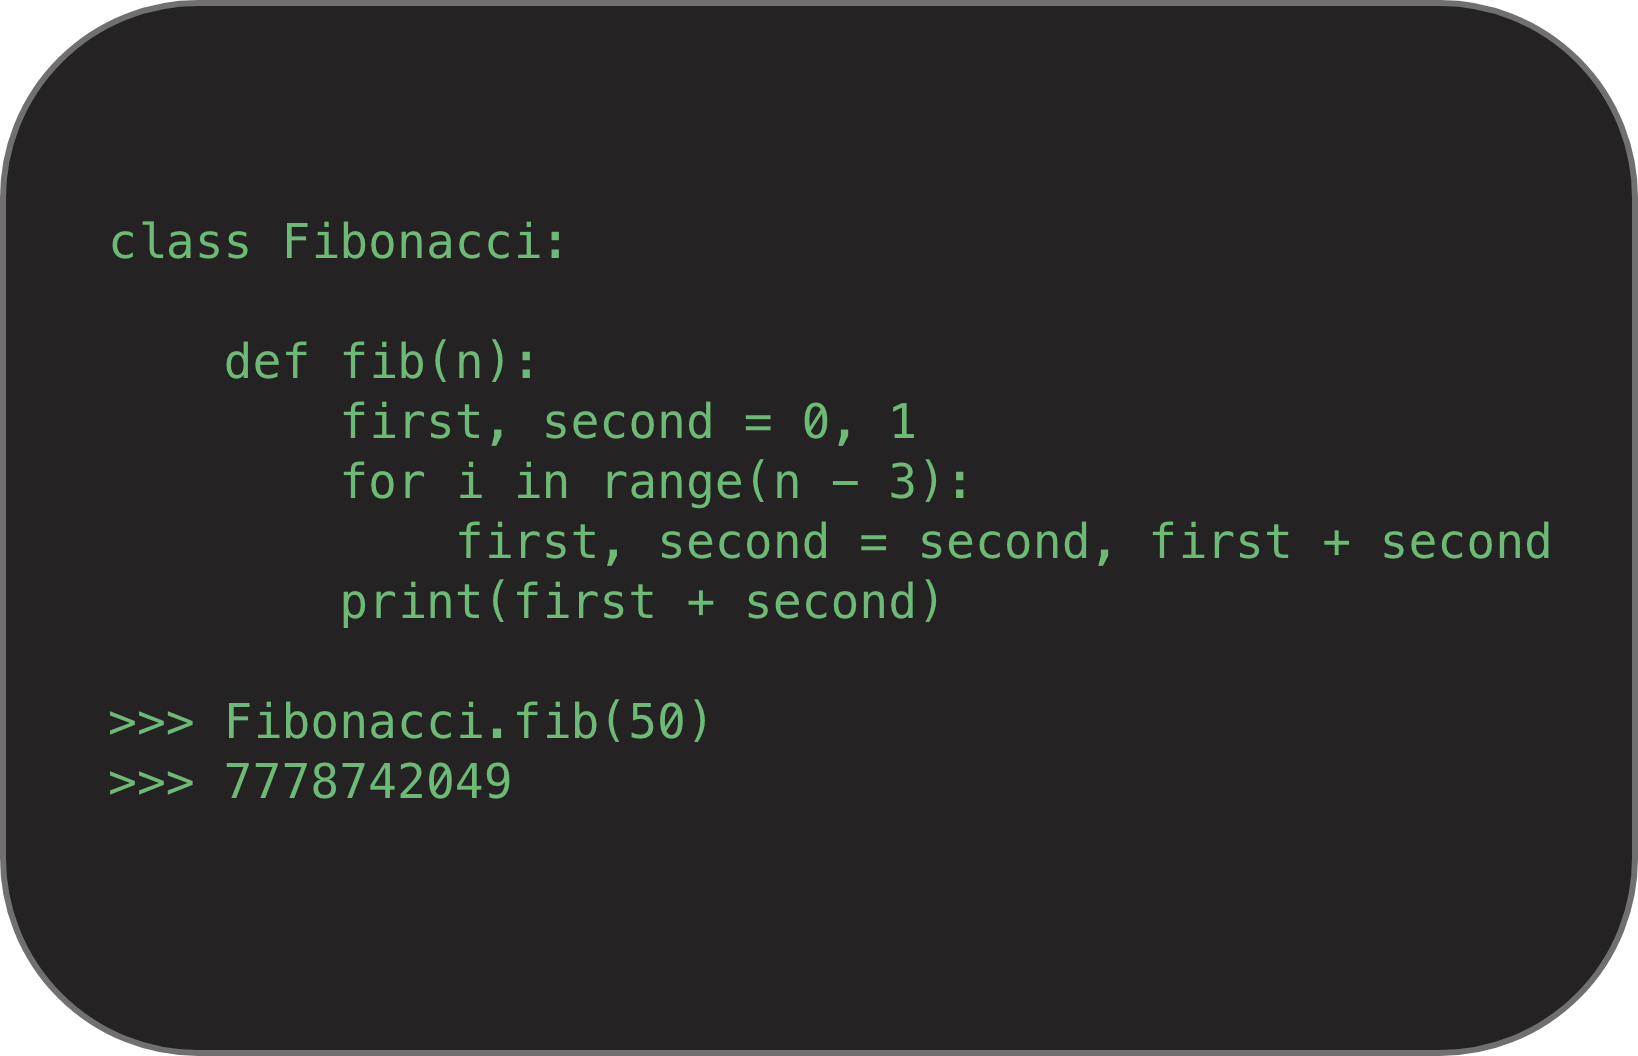 class Fibonacci:
    def fib(n):
        first, second = 0, 1
        for i in range(n − 3):
            first, second = second, first + second
        print(first + second)
>>> Fibonacci.fib(50)
>>> 7778742049